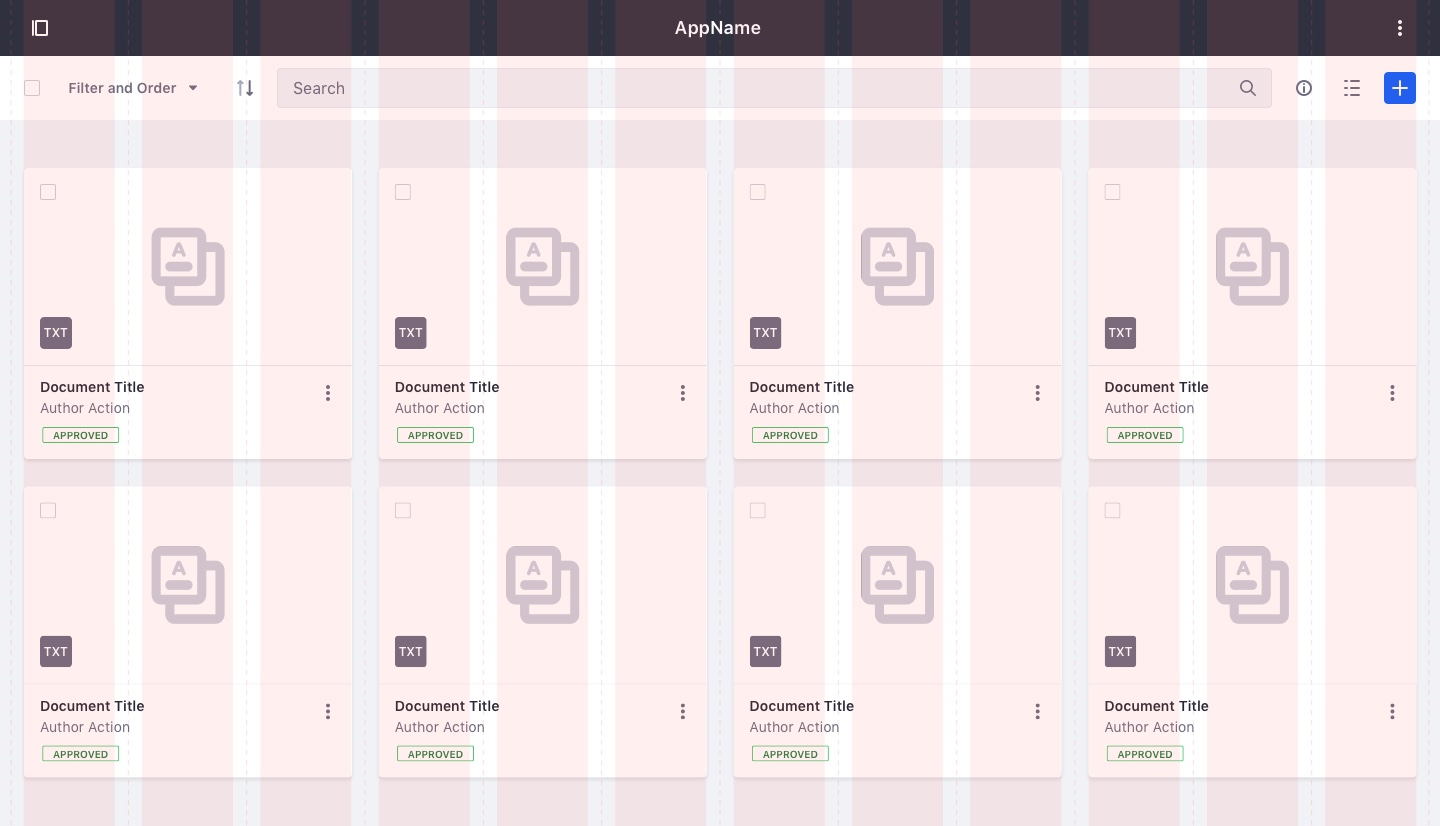 AppName
Filter and Order
Search
A
A
A
A
TXT
TXT
TXT
TXT
Document Title
Document Title
Document Title
Document Title
Author Action
Author Action
Author Action
Author Action
APPROVED
APPROVED
APPROVED
APPROVED
A
A
A
A
TXT
TXT
TXT
TXT
Document Title
Document Title
Document Title
Document Title
Author Action
Author Action
Author Action
Author Action
APPROVED
APPROVED
APPROVED
APPROVED